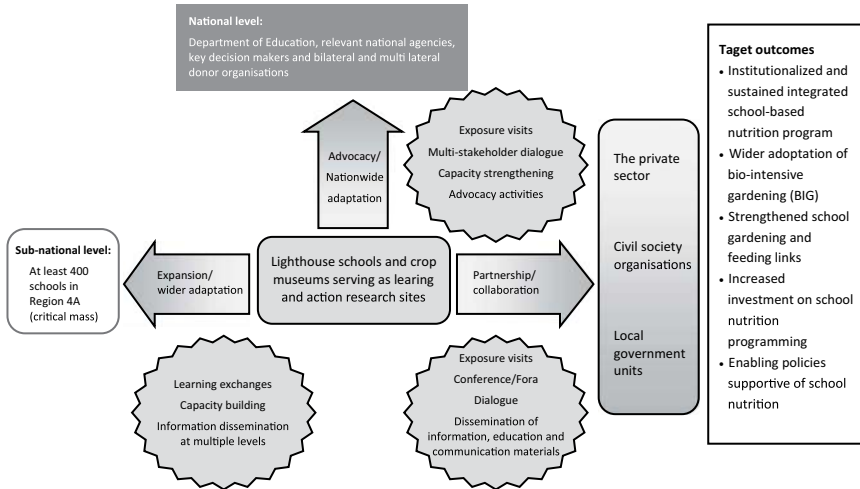 National level:
Department of Education, relevant national agencies,
key decision makers and bilateral and multi lateral
donor organisations
Advocacy/
Nationwide
adaptation
Exposure visits
Multi-stakeholder dialogue
Capacity strengthening
Advocacy activities
Sub-national level:
At least 400
schools in
Region 4A
(critical mass)
Expansion/
wider adaptation
Lighthouse schools and crop
museums serving as learing
and action research sites
Partnership/
collaboration
The private
sector
Civil society
organisations
Local
government
units
Learning exchanges
Capacity building
Information dissemination
at multiple levels
Exposure visits
Conference/Fora
Dialogue
Dissemination of
information, education and
communication materials
Taget outcomes
• Institutionalized and
sustained integrated
school-based
nutrition program
• Wider adoption of
bio-intensive
gardening (BIG)
• Strengthened school
gardening and
feeding links
• Increased
investment on school
nutrition
programming
• Enabling policies
supportive of school
nutrition